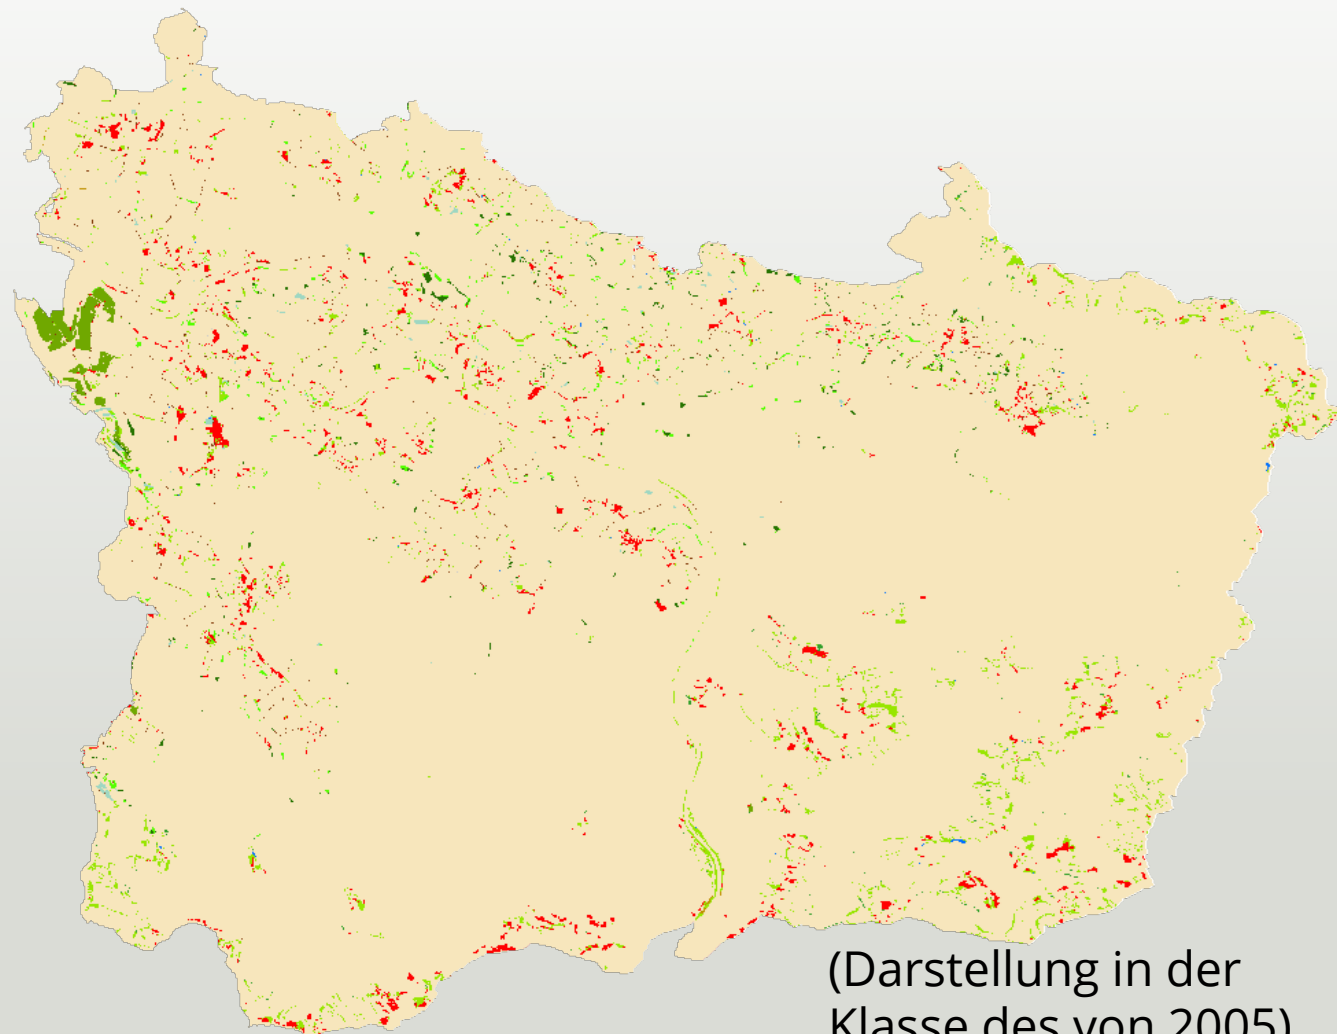 (Darstellung in der
Klasse des von 2005)